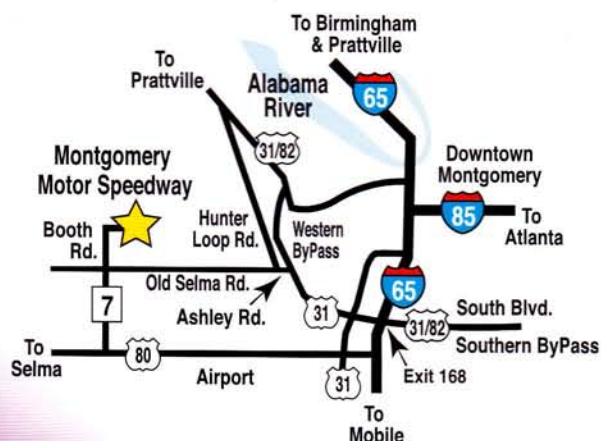 To Birmingham
& Prattville
To
Prattville
Alabama
River
65
31/82
Montgomery
Motor Speedway
Downtown
Montgomery
85
To
Atlanta
Booth
Rd.
Hunter
Loop Rd.
Western
ByPass
Old Selma Rd.
65
7
Ashley Rd.
31
31/82
South Blvd.
Southern ByPass
To
Selma
80
Airport
31
Exit 168
To
Mobile